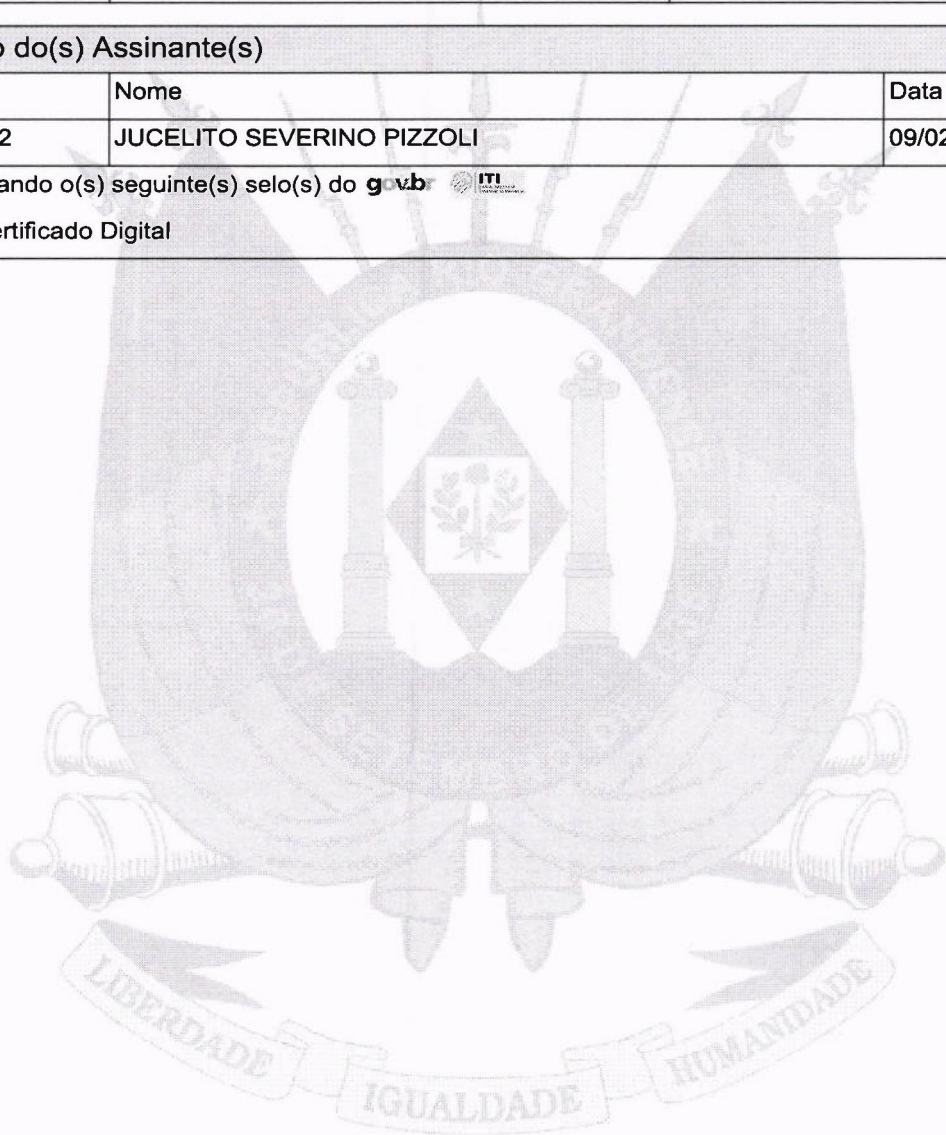 o do(s) Assinante(s)
Nome
Data
2
JUCELITO SEVERINO PIZZOLI
09/02
ando o(s) seguinte(s) selo(s) do gov.br ITI
ertificado Digital
LIBERDADE
IGUALDADE
HUMANIDADE